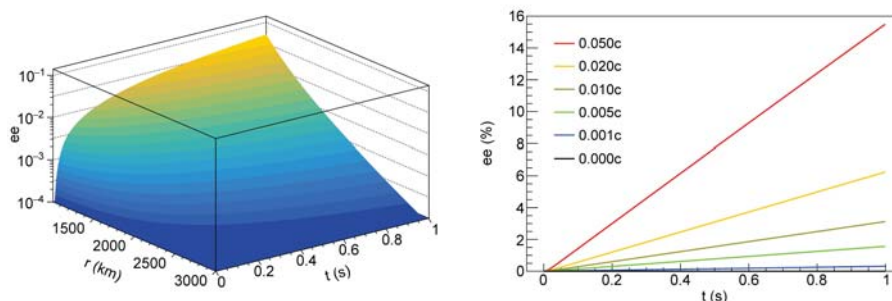 10⁻¹
10⁻²
10⁻³
10⁻⁴
ee
1500
2000
2500
3000
r (km)
0
0.2
0.4
0.6
0.8
1
t (s)
16
14
12
10
8
6
4
2
0
ee (%)
0.050c
0.020c
0.010c
0.005c
0.001c
0.000c
0
0.2
0.4
0.6
0.8
1
t (s)